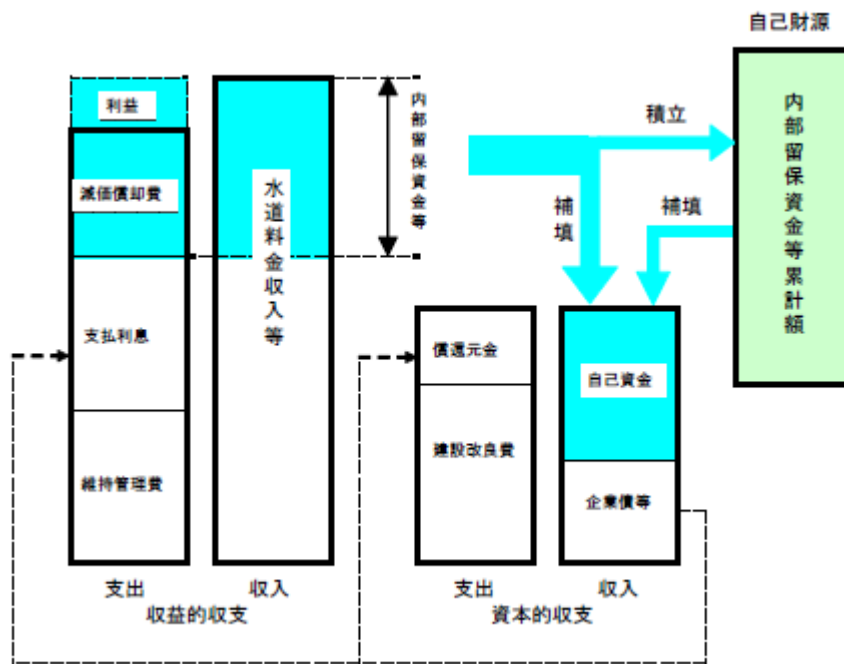 自己財源
利益
減価償却費
支払利息
維持管理費
水道料金収入等
内部留保資金等
積立
補填
補填
内部留保資金等累計額
償還元金
建設改良費
自己資金
企業債等
支出
収入
収益的収支
支出
収入
資本的収支